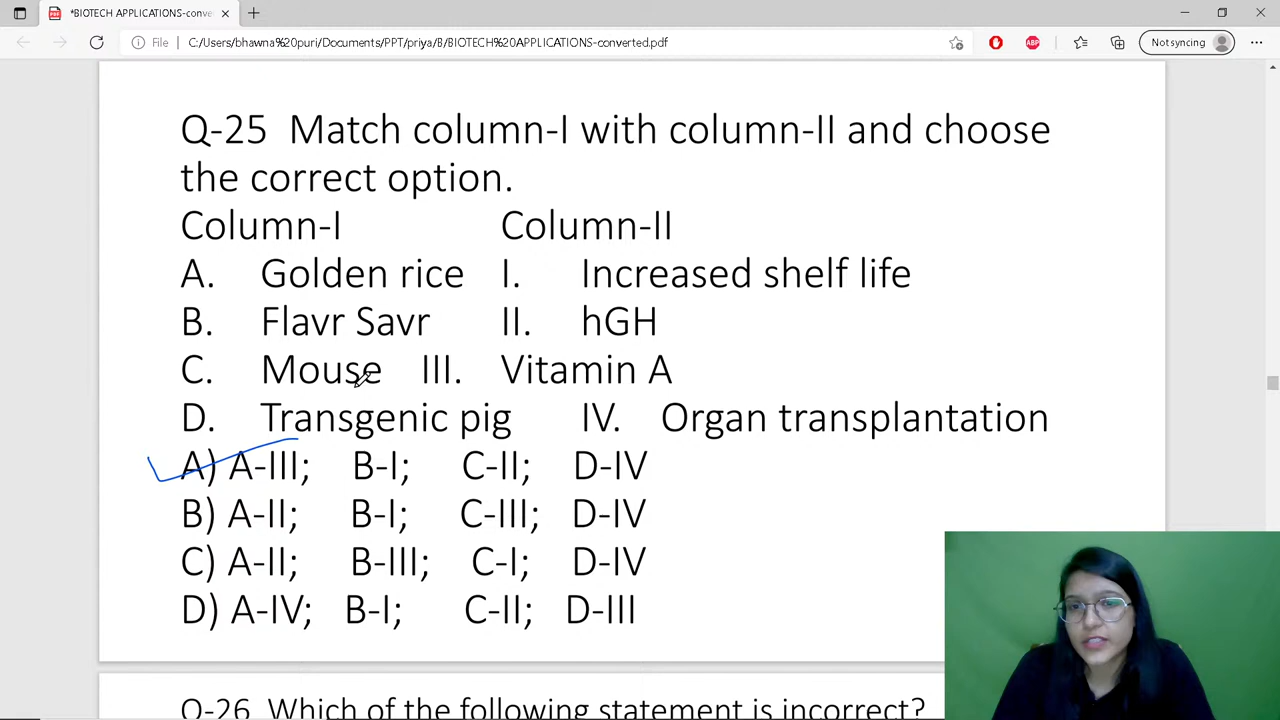 *BIOTECH APPLICATIONS-conve
File C:/Users/bhawna%20puri/Documents/PPT/priya/B/BIOTECH%20APPLICATIONS-converted.pdf
ABP
Not syncing
Q-25 Match column-I with column-II and choose
the correct option.
Column-I Column-II
A. Golden rice I. Increased shelf life
B. Flavr Savr II. hGH
C. Mouse III. Vitamin A
D. Transgenic pig IV. Organ transplantation
A) A-III; B-I; C-II; D-IV
B) A-II; B-I; C-III; D-IV
C) A-II; B-III; C-I; D-IV
D) A-IV; B-I; C-II; D-III
Q-26 Which of the following statement is incorrect?